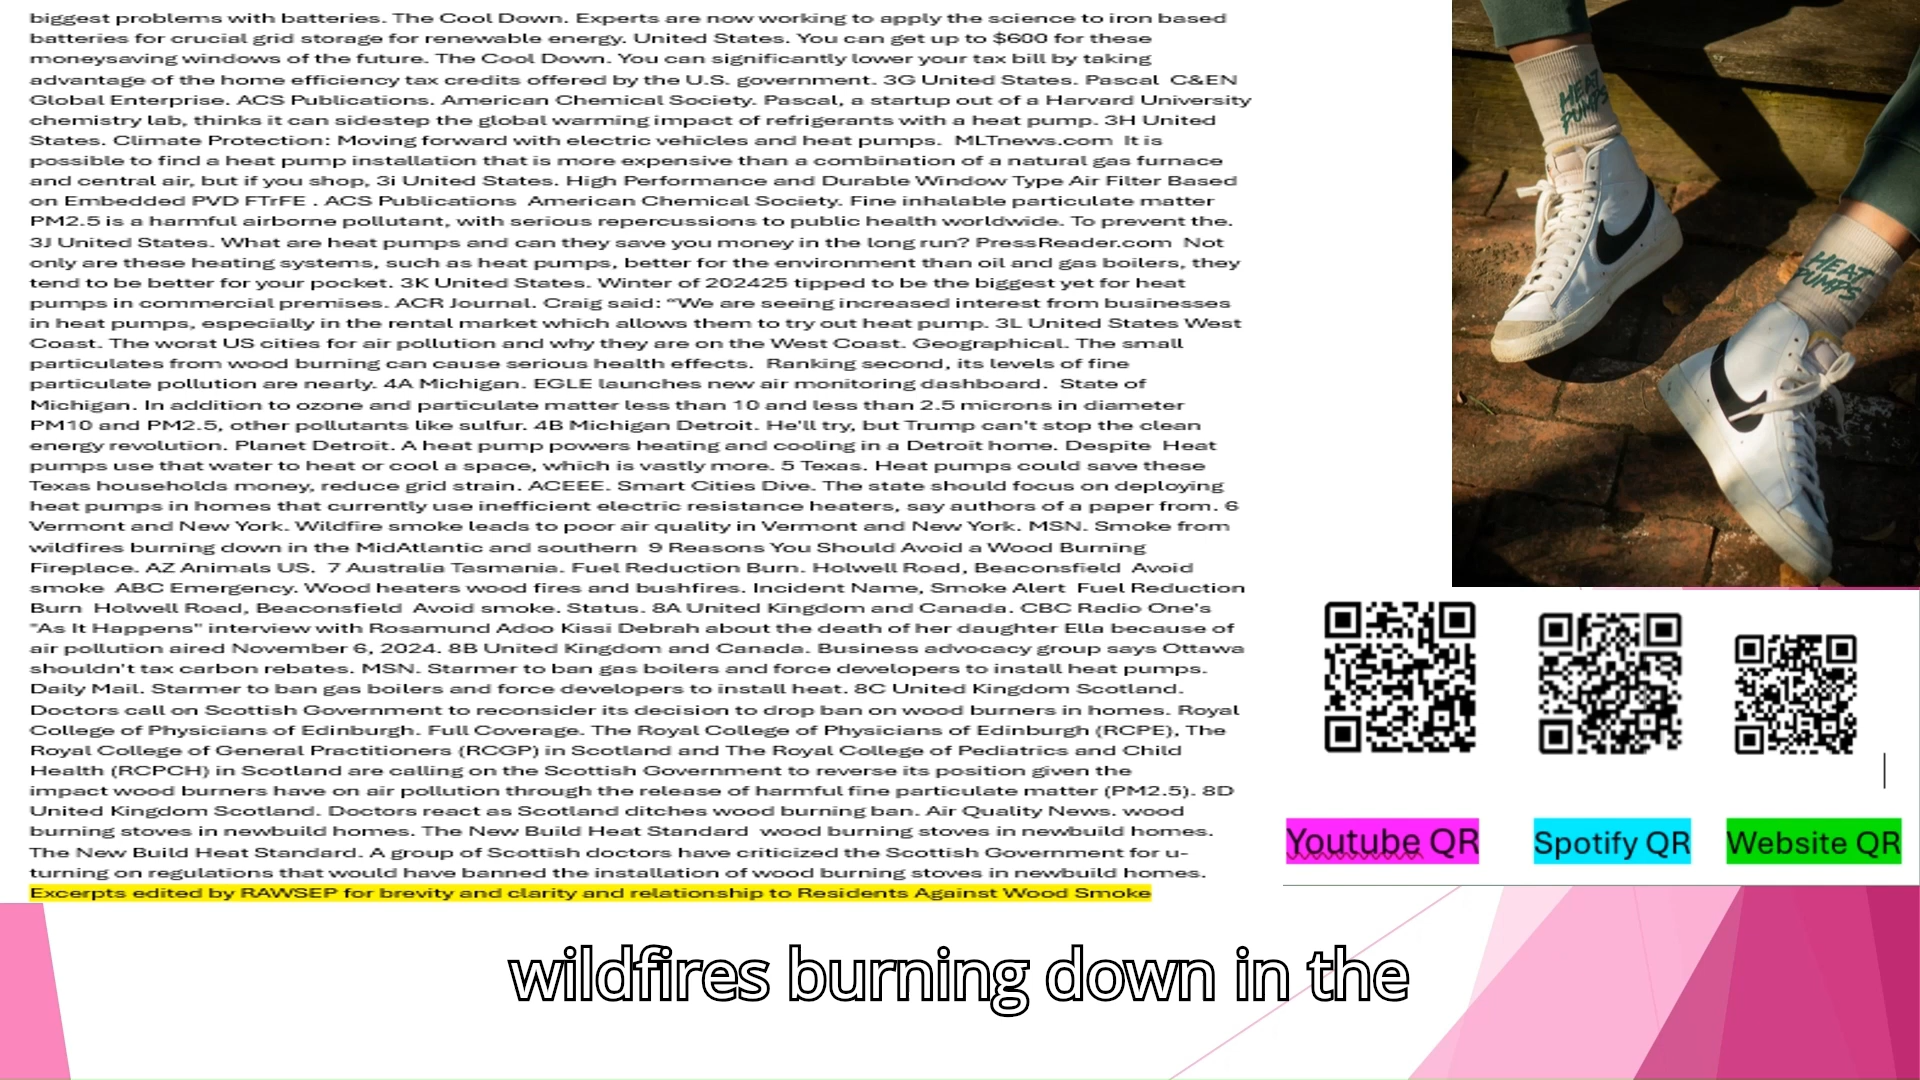 biggest problems with batteries. The Cool Down. Experts are now working to apply the science to iron based
batteries for crucial grid storage for renewable energy. United States. You can get up to $600 for these
moneysaving windows of the future. The Cool Down. You can significantly lower your tax bill by taking
advantage of the home efficiency tax credits offered by the U.S. government. 3G United States. Pascal C&EN
Global Enterprise. ACS Publications. American Chemical Society. Pascal, a startup out of a Harvard University
chemistry lab, thinks it can sidestep the global warming impact of refrigerants with a heat pump. 3H United
States. Climate Protection: Moving forward with electric vehicles and heat pumps. MLTnews.com It is
possible to find a heat pump installation that is more expensive than a combination of a natural gas furnace
and central air, but if you shop, 3i United States. High Performance and Durable Window Type Air Filter Based
on Embedded PVD FTrFE . ACS Publications American Chemical Society. Fine inhalable particulate matter
PM2.5 is a harmful airborne pollutant, with serious repercussions to public health worldwide. To prevent the.
3J United States. What are heat pumps and can they save you money in the long run? PressReader.com Not
only are these heating systems, such as heat pumps, better for the environment than oil and gas boilers, they
tend to be better for your pocket. 3K United States. Winter of 202425 tipped to be the biggest yet for heat
pumps in commercial premises. ACR Journal. Craig said: "We are seeing increased interest from businesses
in heat pumps, especially in the rental market which allows them to try out heat pump. 3L United States West
Coast. The worst US cities for air pollution and why they are on the West Coast. Geographical. The small
particulates from wood burning can cause serious health effects. Ranking second, its levels of fine
particulate pollution are nearly. 4A Michigan. EGLE launches new air monitoring dashboard. State of
Michigan. In addition to ozone and particulate matter less than 10 and less than 2.5 microns in diameter
PM10 and PM2.5, other pollutants like sulfur. 4B Michigan Detroit. He'll try, but Trump can't stop the clean
energy revolution. Planet Detroit. A heat pump powers heating and cooling in a Detroit home. Despite Heat
pumps use that water to heat or cool a space, which is vastly more. 5 Texas. Heat pumps could save these
Texas households money, reduce grid strain. ACEEE. Smart Cities Dive. The state should focus on deploying
heat pumps in homes that currently use inefficient electric resistance heaters, say authors of a paper from. 6
Vermont and New York. Wildfire smoke leads to poor air quality in Vermont and New York. MSN. Smoke from
wildfires burning down in the MidAtlantic and southern 9 Reasons You Should Avoid a Wood Burning
Fireplace. AZ Animals US. 7 Australia Tasmania. Fuel Reduction Burn. Holwell Road, Beaconsfield Avoid
smoke ABC Emergency. Wood heaters wood fires and bushfires. Incident Name, Smoke Alert Fuel Reduction
Burn Holwell Road, Beaconsfield Avoid smoke. Status. 8A United Kingdom and Canada. CBC Radio One's
"As It Happens" interview with Rosamund Adoo Kissi Debrah about the death of her daughter Ella because of
air pollution aired November 6, 2024. 8B United Kingdom and Canada. Business advocacy group says Ottawa
shouldn't tax carbon rebates. MSN. Starmer to ban gas boilers and force developers to install heat pumps.
Daily Mail. Starmer to ban gas boilers and force developers to install heat. 8C United Kingdom Scotland.
Doctors call on Scottish Government to reconsider its decision to drop ban on wood burners in homes. Royal
College of Physicians of Edinburgh. Full Coverage. The Royal College of Physicians of Edinburgh (RCPE), The
Royal College of General Practitioners (RCGP) in Scotland and The Royal College of Pediatrics and Child
Health (RCPCH) in Scotland are calling on the Scottish Government to reverse its position given the
impact wood burners have on air pollution through the release of harmful fine particulate matter (PM2.5). 8D
United Kingdom Scotland. Doctors react as Scotland ditches wood burning ban. Air Quality News. wood
burning stoves in newbuild homes. The New Build Heat Standard wood burning stoves in newbuild homes.
The New Build Heat Standard. A group of Scottish doctors have criticized the Scottish Government for u-
turning on regulations that would have banned the installation of wood burning stoves in newbuild homes.
Excerpts edited by RAWSEP for brevity and clarity and relationship to Residents Against Wood Smoke
HEAT
PUMPS
HEAT
PUMPS
Youtube QR
Spotify QR
Website QR
wildfires burning down in the